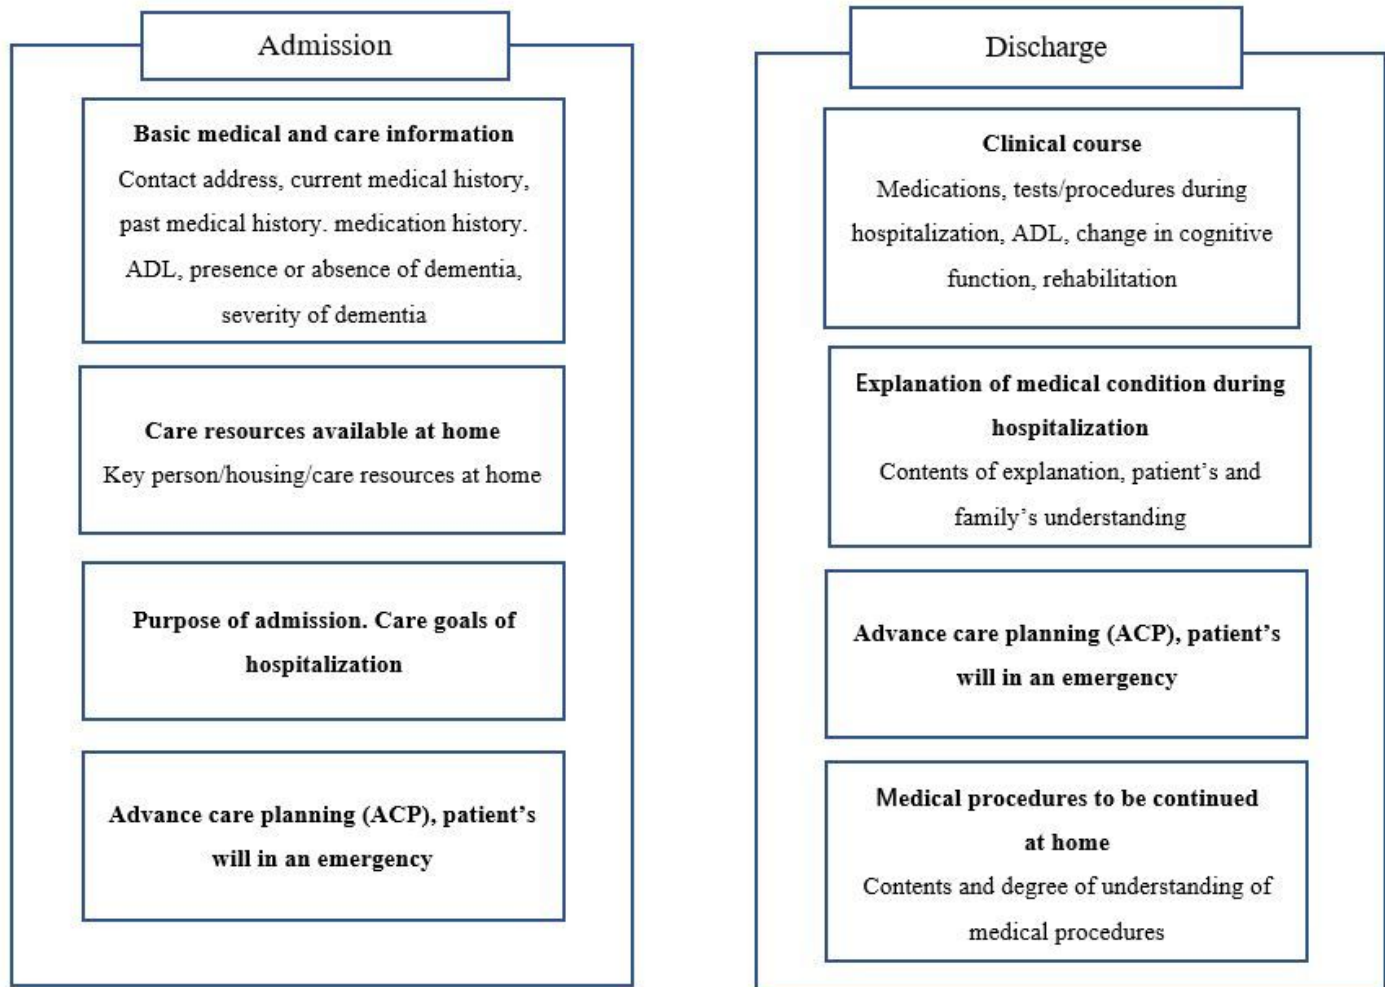 Admission
Basic medical and care information
Contact address, current medical history,
past medical history. medication history.
ADL, presence or absence of dementia,
severity of dementia
Care resources available at home
Key person/housing/care resources at home
Purpose of admission. Care goals of
hospitalization
Advance care planning (ACP), patient’s
will in an emergency
Discharge
Clinical course
Medications, tests/procedures during
hospitalization, ADL, change in cognitive
function, rehabilitation
Explanation of medical condition during
hospitalization
Contents of explanation, patient’s and
family’s understanding
Advance care planning (ACP), patient’s
will in an emergency
Medical procedures to be continued
at home
Contents and degree of understanding of
medical procedures